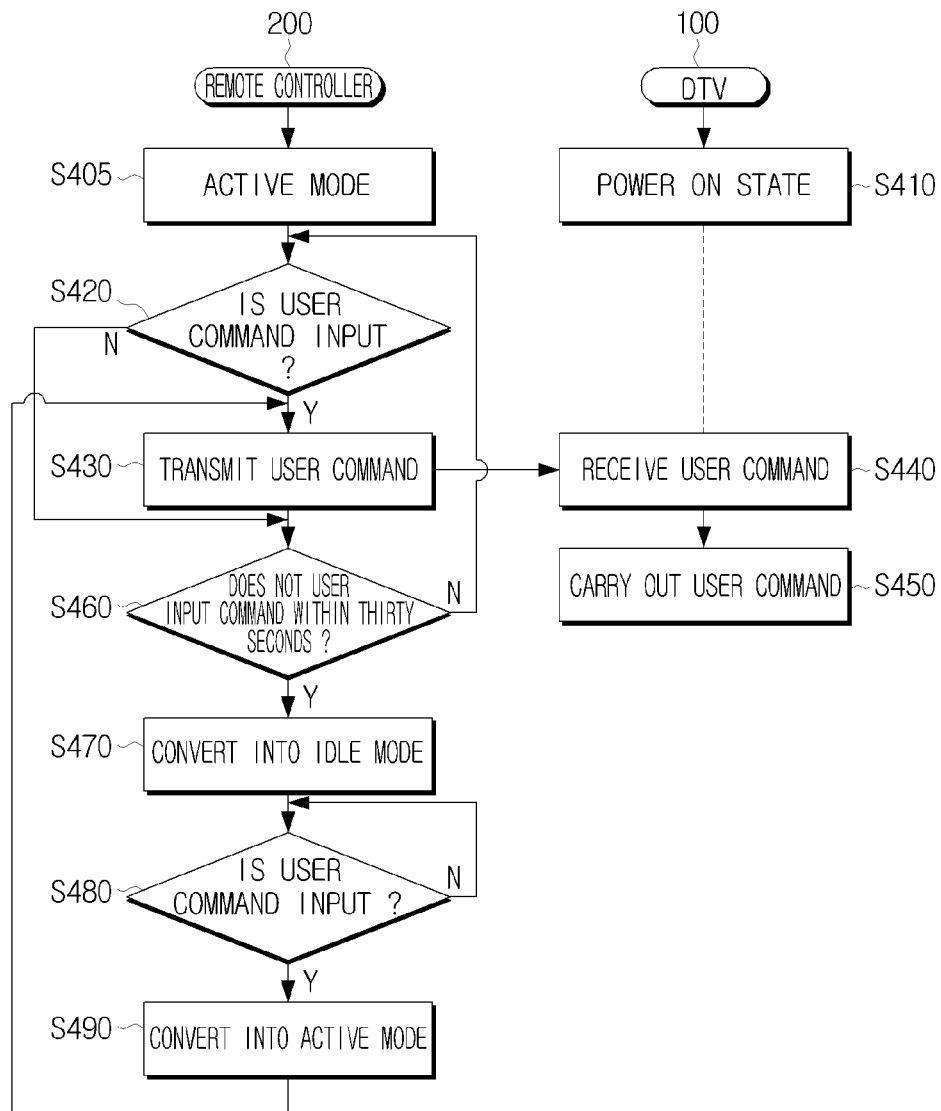 200
100
REMOTE CONTROLLER
DTV
S405
ACTIVE MODE
POWER ON STATE
S410
S420
IS USER
COMMAND INPUT
?
N
Y
S430
TRANSMIT USER COMMAND
RECEIVE USER COMMAND
S440
S460
DOES NOT USER
INPUT COMMAND WITHIN THIRTY
SECONDS ?
N
Y
CARRY OUT USER COMMAND
S450
S470
CONVERT INTO IDLE MODE
S480
IS USER
COMMAND INPUT ?
N
Y
S490
CONVERT INTO ACTIVE MODE